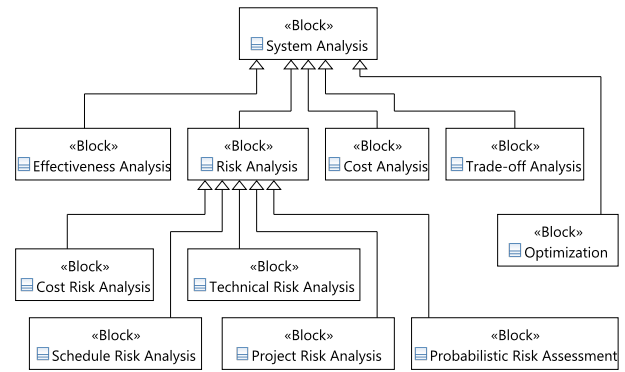 «Block»
System Analysis
«Block»
Effectiveness Analysis
«Block»
Risk Analysis
«Block»
Cost Analysis
«Block»
Trade-off Analysis
«Block»
Optimization
«Block»
Cost Risk Analysis
«Block»
Technical Risk Analysis
«Block»
Schedule Risk Analysis
«Block»
Project Risk Analysis
«Block»
Probabilistic Risk Assessment